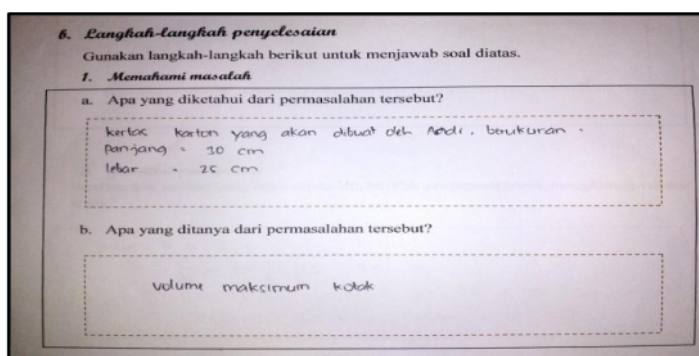 6. Langkah-langkah penyelesaian
Gunakan langkah-langkah berikut untuk menjawab soal diatas.
1. Memahami masalah
a. Apa yang diketahui dari permasalahan tersebut?
kertas karton yang akan dibuat oleh Andi, berukuran :
Panjang = 30 cm
lebar = 25 cm
b. Apa yang ditanya dari permasalahan tersebut?
volume maksimum kotak